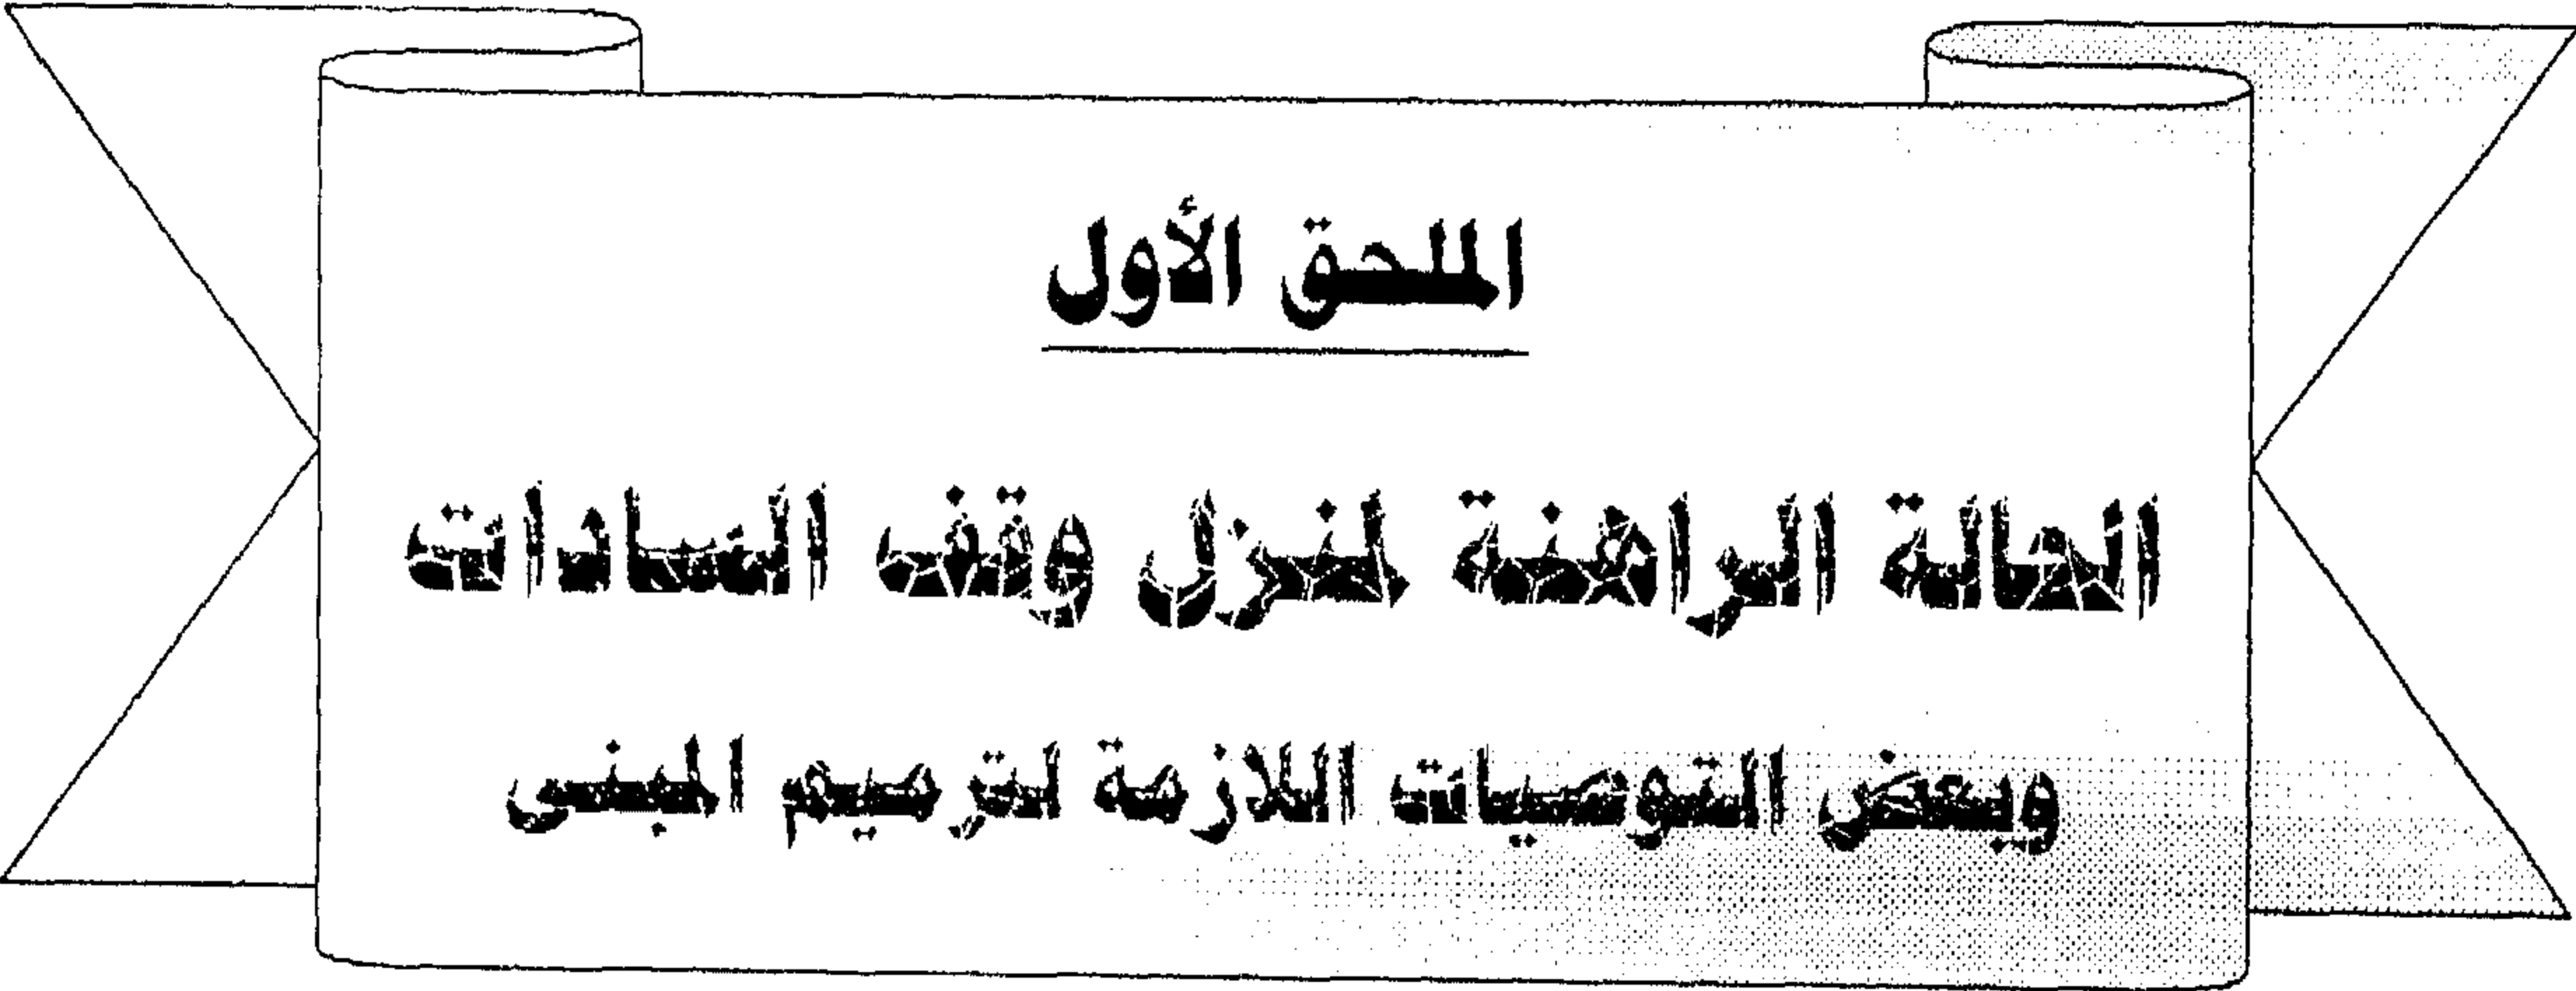 الملحق الأول
الحالة الراهنة لمنزل وقف السادات
وبعض التوصيات اللازمة لترميم المبنى